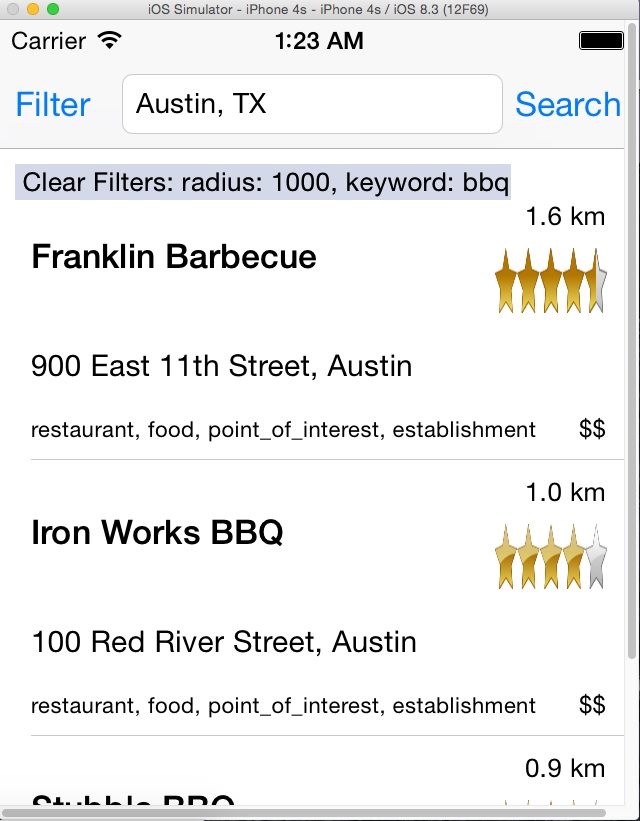 iOS Simulator - iPhone 4s - iPhone 4s / iOS 8.3 (12F69)
Carrier 1:23 AM
Filter Austin, TX Search
Clear Filters: radius: 1000, keyword: bbq
1.6 km
Franklin Barbecue
900 East 11th Street, Austin
restaurant, food, point_of_interest, establishment $$
1.0 km
Iron Works BBQ
100 Red River Street, Austin
restaurant, food, point_of_interest, establishment $$
0.9 km